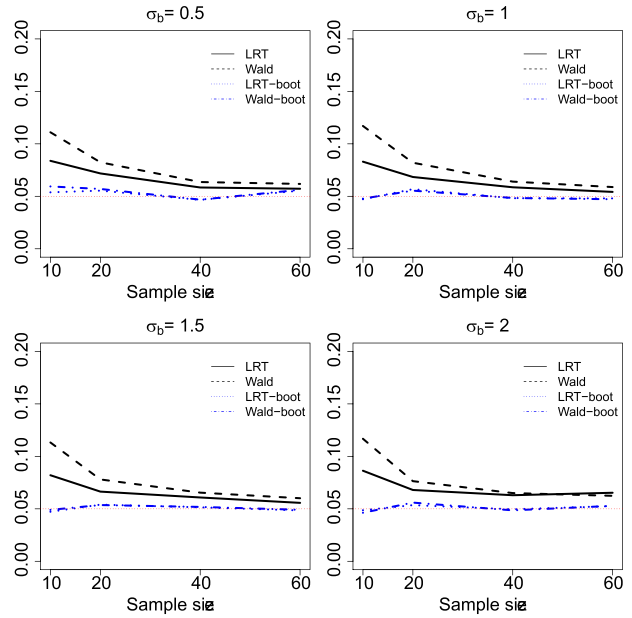 σb= 0.5
LRT
Wald
LRT−boot
Wald−boot
0.00 0.05 0.10 0.15 0.20
10 20 40 60
Sample size
σb= 1
LRT
Wald
LRT−boot
Wald−boot
0.00 0.05 0.10 0.15 0.20
10 20 40 60
Sample size
σb= 1.5
LRT
Wald
LRT−boot
Wald−boot
0.00 0.05 0.10 0.15 0.20
10 20 40 60
Sample size
σb= 2
LRT
Wald
LRT−boot
Wald−boot
0.00 0.05 0.10 0.15 0.20
10 20 40 60
Sample size